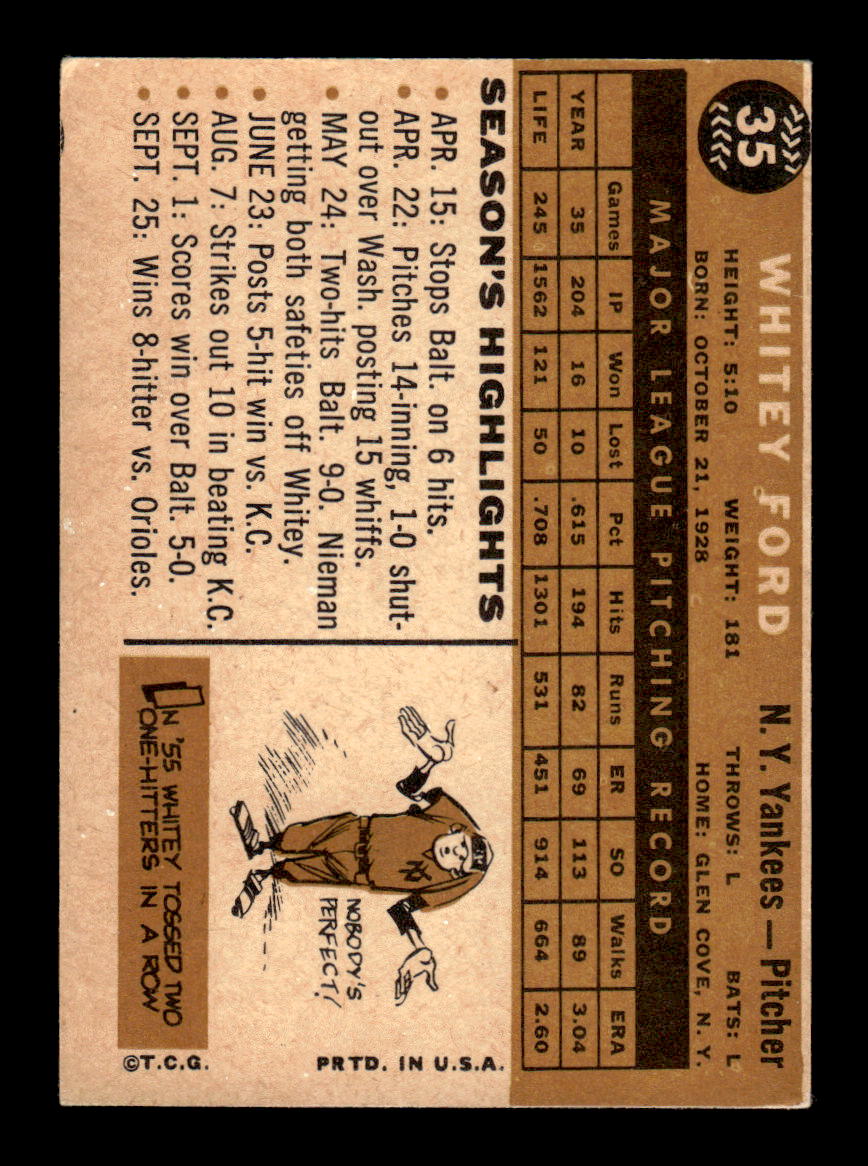 35
WHITEY FORD N. Y. Yankees — Pitcher
HEIGHT: 5:10 WEIGHT: 181 THROWS: L BATS: L
BORN: OCTOBER 21, 1928 HOME: GLEN COVE, N. Y.
MAJOR LEAGUE PITCHING RECORD
Games IP Won Lost Pct Hits Runs ER SO Walks ERA
YEAR 35 204 16 10 .615 194 82 69 113 89 3.04
LIFE 245 1562 121 50 .708 1301 531 451 914 664 2.60
SEASON'S HIGHLIGHTS
• APR. 15: Stops Balt. on 6 hits.
• APR. 22: Pitches 14-inning, 1-0 shut-
out over Wash. posting 15 whiffs.
• MAY 24: Two-hits Balt. 9-0. Nieman
getting both safeties off Whitey.
• JUNE 23: Posts 5-hit win vs. K.C.
• AUG. 7: Strikes out 10 in beating K.C.
• SEPT. 1: Scores win over Balt. 5-0.
• SEPT. 25: Wins 8-hitter vs. Orioles.
NY
NOBODY'S
PERFECT!
IN '55 WHITEY TOSSED TWO
ONE-HITTERS IN A ROW
©T.C.G. PRTD. IN U.S.A.